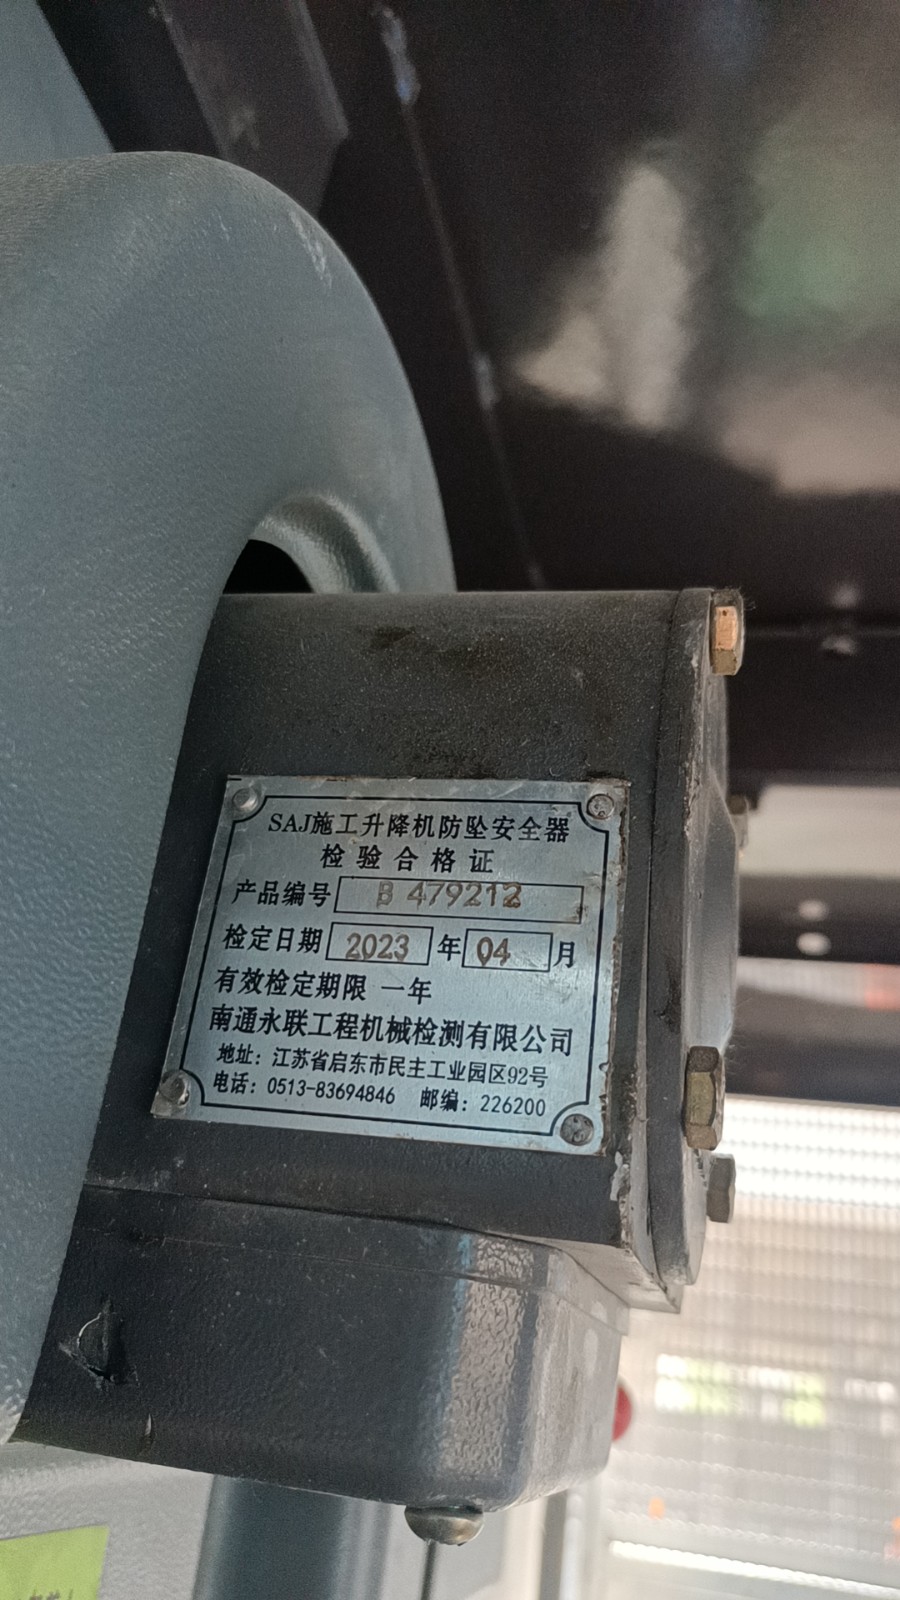 SAJ施工升降机防坠安全器
检验合格证
产品编号 B 479212
检定日期 2023 年 04 月
有效检定期限 一年
南通永联工程机械检测有限公司
地址：江苏省启东市民主工业园区92号
电话：0513-83694846 邮编：226200